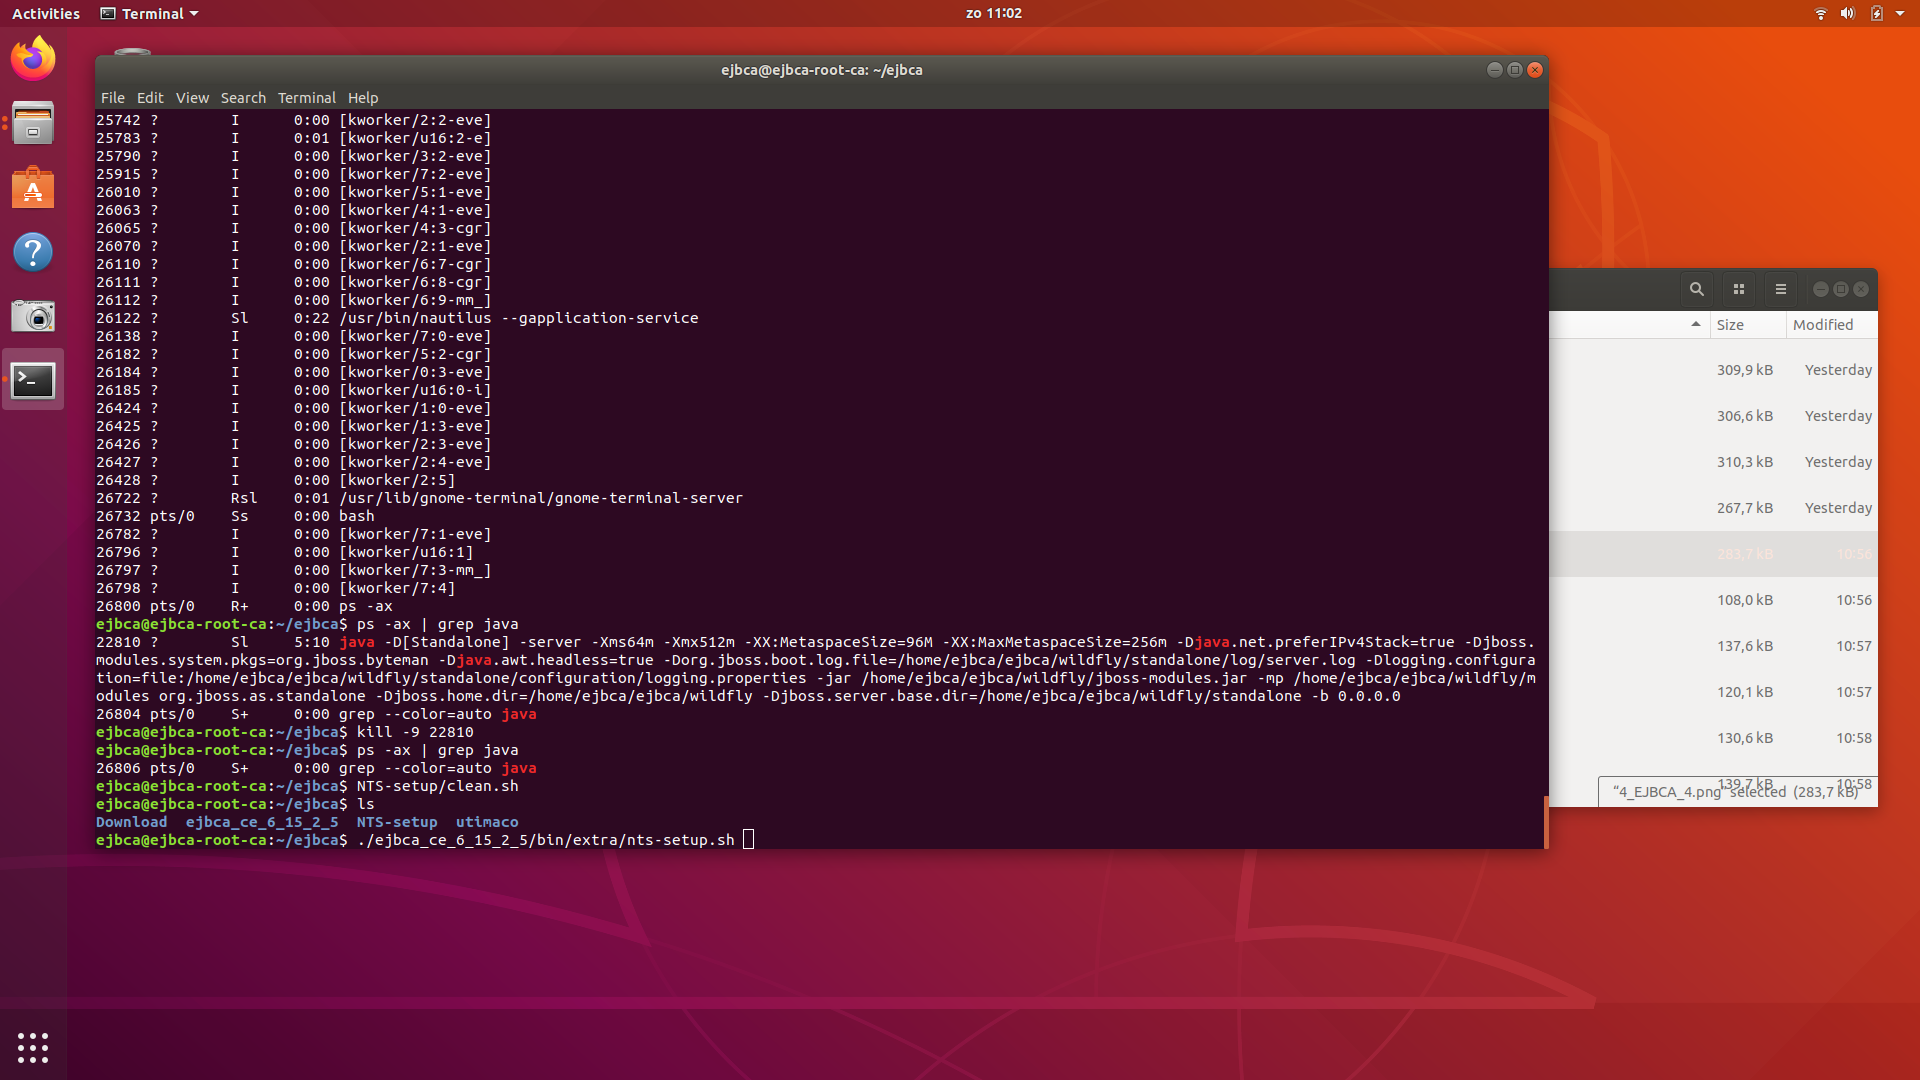 Activities Terminal zo 11:02
ejbca@ejbca-root-ca: ~/ejbca
File Edit View Search Terminal Help
25742 ?        I      0:00 [kworker/2:2-eve]
25783 ?        I      0:01 [kworker/u16:2-e]
25790 ?        I      0:00 [kworker/3:2-eve]
25915 ?        I      0:00 [kworker/7:2-eve]
26010 ?        I      0:00 [kworker/5:1-eve]
26063 ?        I      0:00 [kworker/4:1-eve]
26065 ?        I      0:00 [kworker/4:3-cgr]
26070 ?        I      0:00 [kworker/2:1-eve]
26110 ?        I      0:00 [kworker/6:7-cgr]
26111 ?        I      0:00 [kworker/6:8-cgr]
26112 ?        I      0:00 [kworker/6:9-mm_]
26122 ?        Sl     0:22 /usr/bin/nautilus --gapplication-service
26138 ?        I      0:00 [kworker/7:0-eve]
26182 ?        I      0:00 [kworker/5:2-cgr]
26184 ?        I      0:00 [kworker/0:3-eve]
26185 ?        I      0:00 [kworker/u16:0-i]
26424 ?        I      0:00 [kworker/1:0-eve]
26425 ?        I      0:00 [kworker/1:3-eve]
26426 ?        I      0:00 [kworker/2:3-eve]
26427 ?        I      0:00 [kworker/2:4-eve]
26428 ?        I      0:00 [kworker/2:5]
26722 ?        Rsl    0:01 /usr/lib/gnome-terminal/gnome-terminal-server
26732 pts/0    Ss     0:00 bash
26782 ?        I      0:00 [kworker/7:1-eve]
26796 ?        I      0:00 [kworker/u16:1]
26797 ?        I      0:00 [kworker/7:3-mm_]
26798 ?        I      0:00 [kworker/7:4]
26800 pts/0    R+     0:00 ps -ax
ejbca@ejbca-root-ca:~/ejbca$ ps -ax | grep java
22810 ?        Sl     5:10 java -D[Standalone] -server -Xms64m -Xmx512m -XX:MetaspaceSize=96M -XX:MaxMetaspaceSize=256m -Djava.net.preferIPv4Stack=true -Djboss.
modules.system.pkgs=org.jboss.byteman -Djava.awt.headless=true -Dorg.jboss.boot.log.file=/home/ejbca/ejbca/wildfly/standalone/log/server.log -Dlogging.configura
tion=file:/home/ejbca/ejbca/wildfly/standalone/configuration/logging.properties -jar /home/ejbca/ejbca/wildfly/jboss-modules.jar -mp /home/ejbca/ejbca/wildfly/m
odules org.jboss.as.standalone -Djboss.home.dir=/home/ejbca/ejbca/wildfly -Djboss.server.base.dir=/home/ejbca/ejbca/wildfly/standalone -b 0.0.0.0
26804 pts/0    S+     0:00 grep --color=auto java
ejbca@ejbca-root-ca:~/ejbca$ kill -9 22810
ejbca@ejbca-root-ca:~/ejbca$ ps -ax | grep java
26806 pts/0    S+     0:00 grep --color=auto java
ejbca@ejbca-root-ca:~/ejbca$ NTS-setup/clean.sh
ejbca@ejbca-root-ca:~/ejbca$ ls
Download  ejbca_ce_6_15_2_5  NTS-setup  utimaco
ejbca@ejbca-root-ca:~/ejbca$ ./ejbca_ce_6_15_2_5/bin/extra/nts-setup.sh
Size Modified
309,9 kB Yesterday
306,6 kB Yesterday
310,3 kB Yesterday
267,7 kB Yesterday
283,7 kB 10:56
108,0 kB 10:56
137,6 kB 10:57
120,1 kB 10:57
130,6 kB 10:58
139,7 kB 10:58
“4_EJBCA_4.png” selected (283,7 kB)